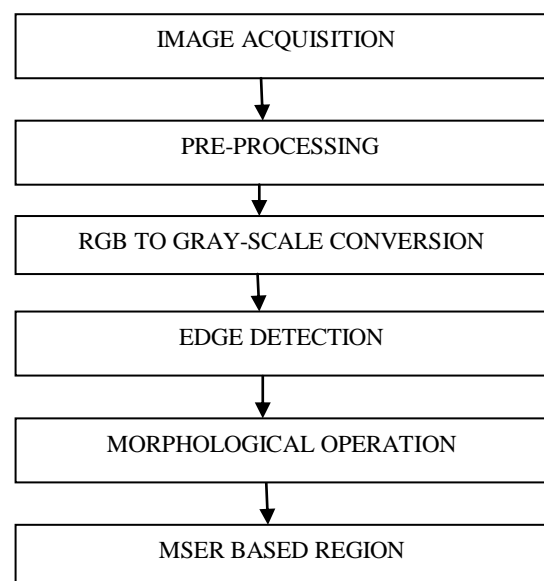 IMAGE ACQUISITION
PRE-PROCESSING
RGB TO GRAY-SCALE CONVERSION
EDGE DETECTION
MORPHOLOGICAL OPERATION
MSER BASED REGION